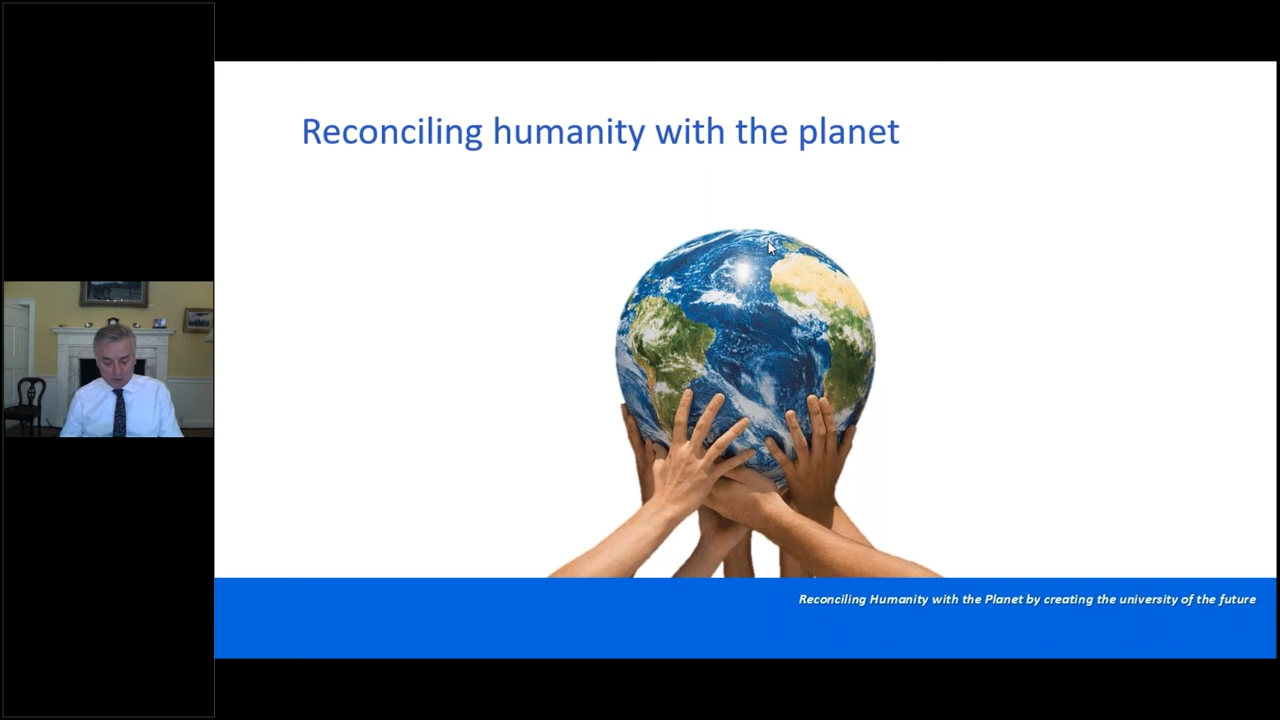 Reconciling humanity with the planet
Reconciling Humanity with the Planet by creating the university of the future